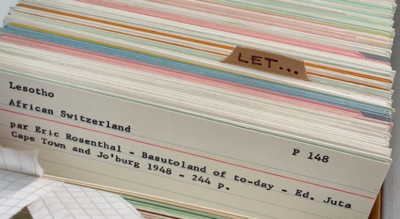 LET...
Lesotho
African Switzerland
P 148
par Eric Rosenthal - Basutoland of to-day - Ed. Juta
Cape Town and Jo'burg 1948 - 244 p.